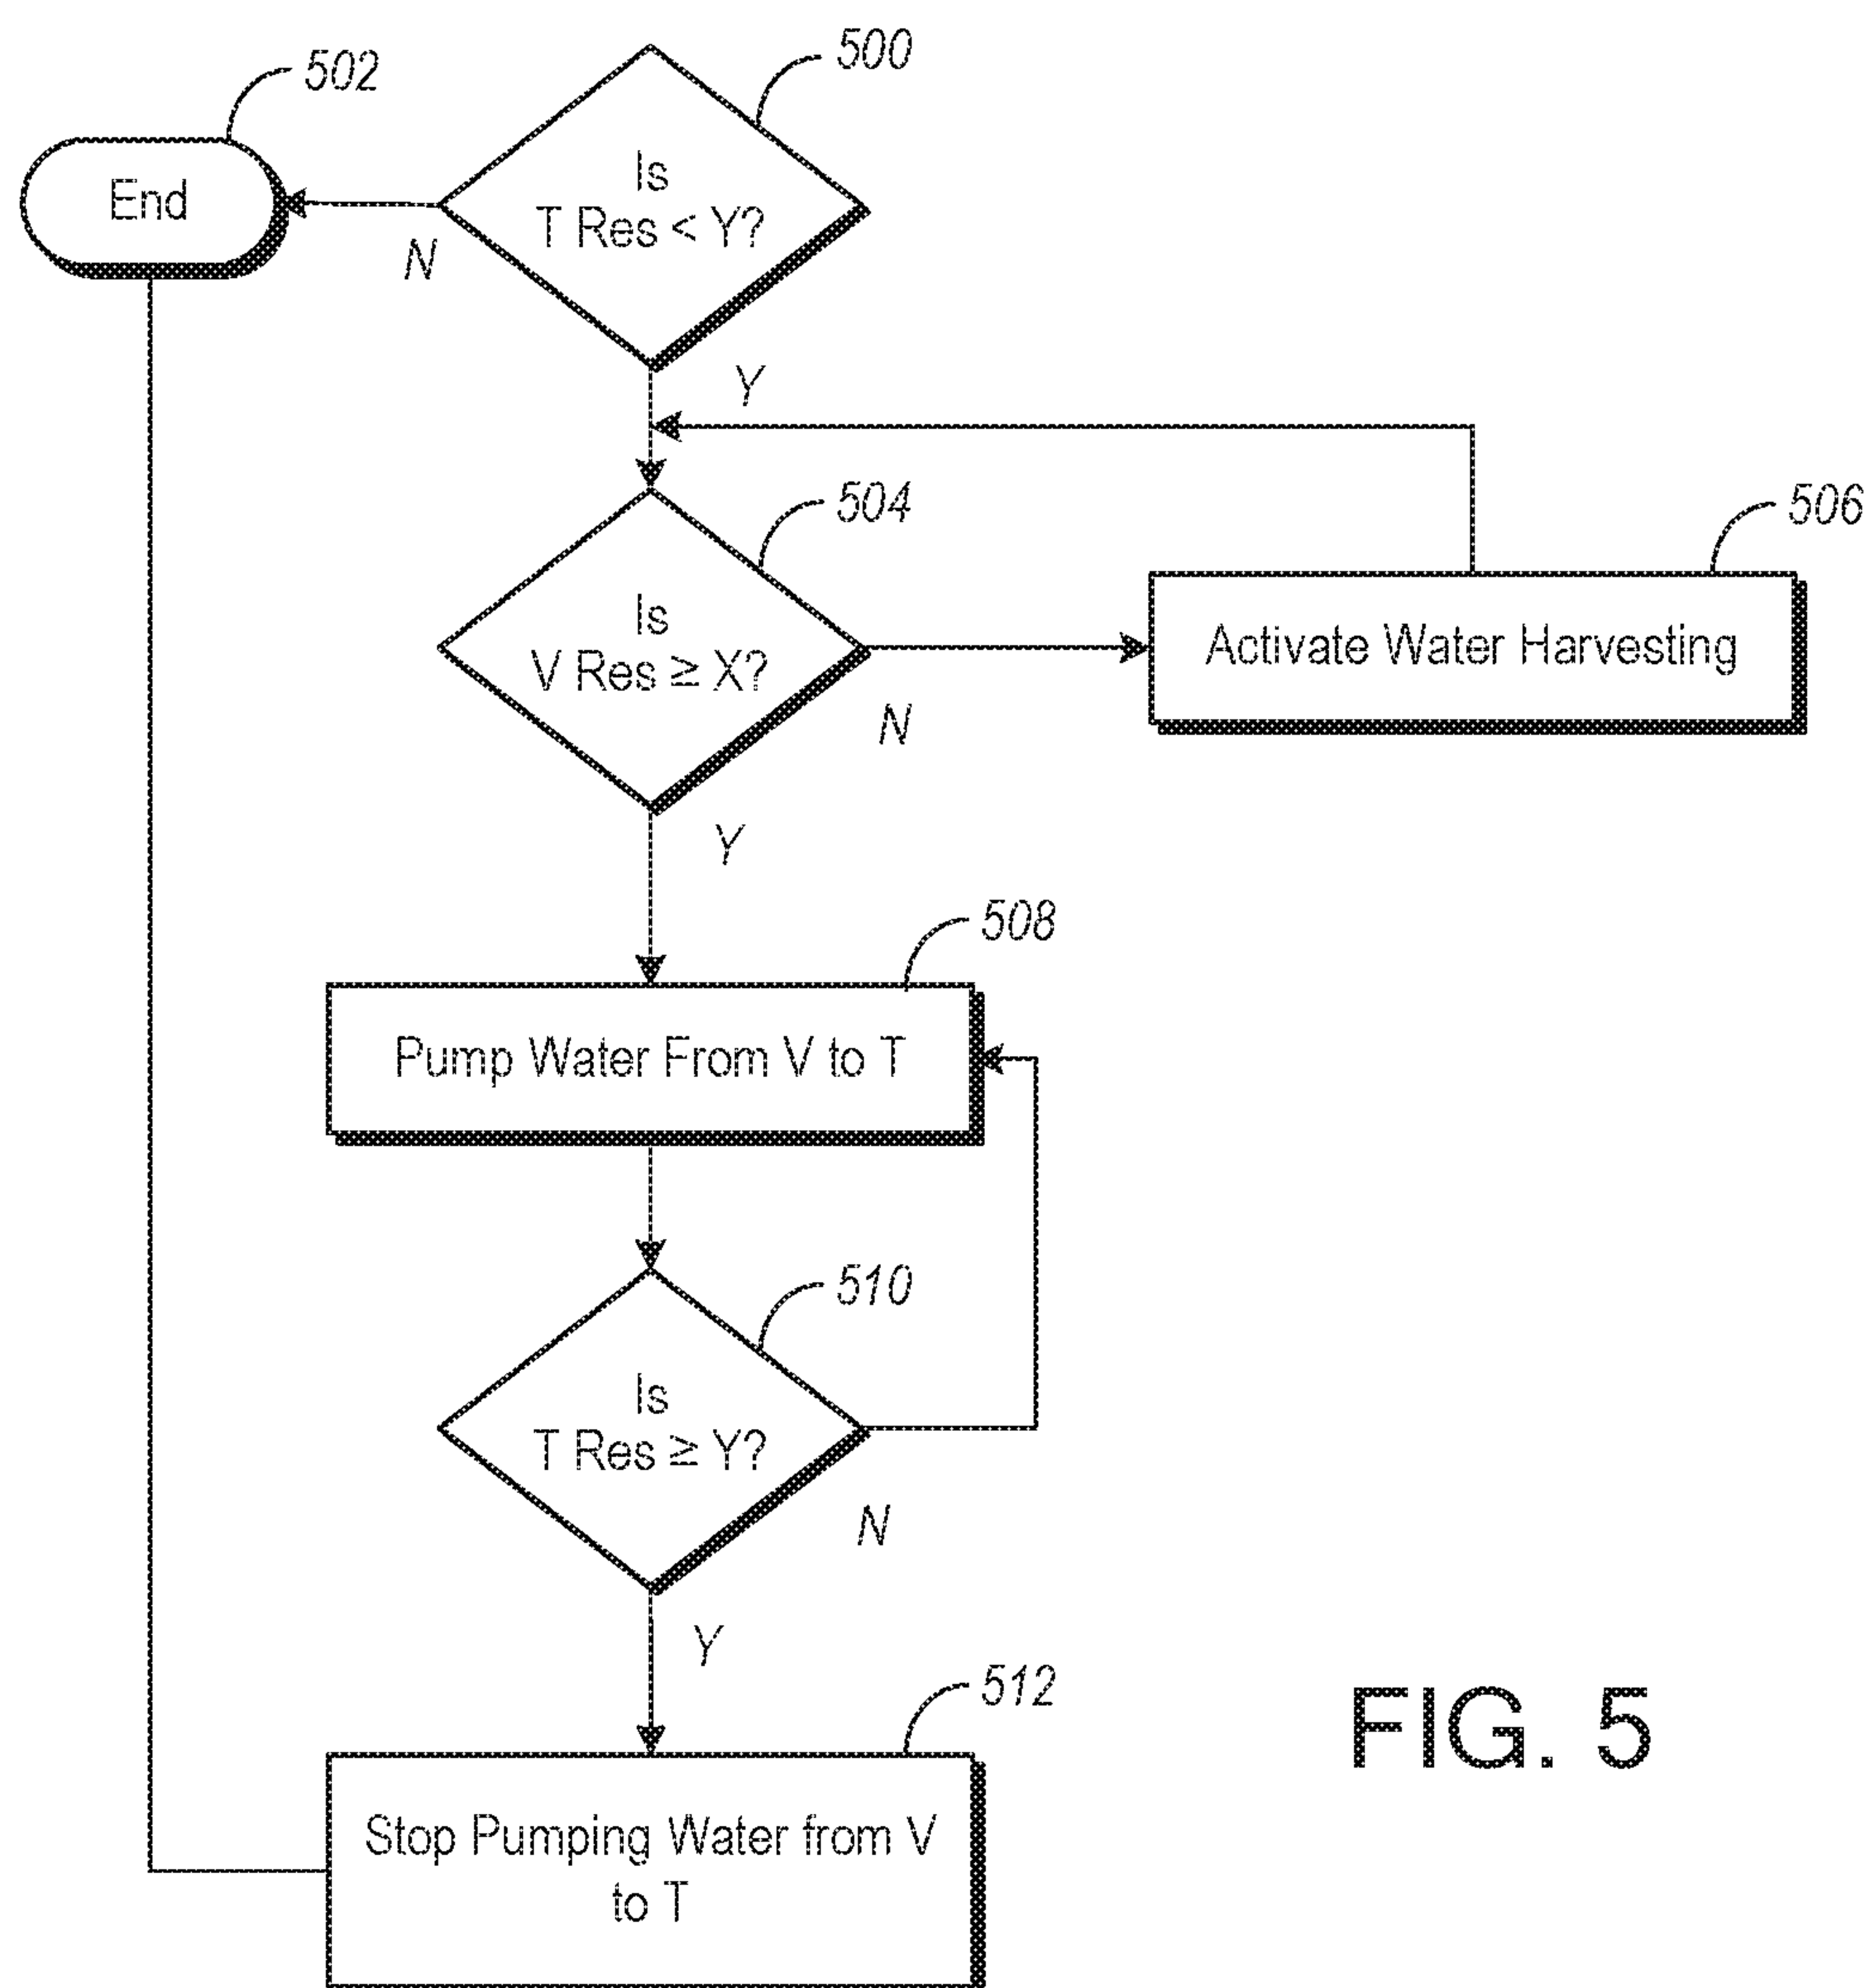 500
502
Is
T Res < Y?
End
N
Y
504
506
Is
V Res ≥ X?
Activate Water Harvesting
N
Y
508
Pump Water From V to T
510
Is
T Res ≥ Y?
N
Y
512
Stop Pumping Water from V
to T
FIG. 5